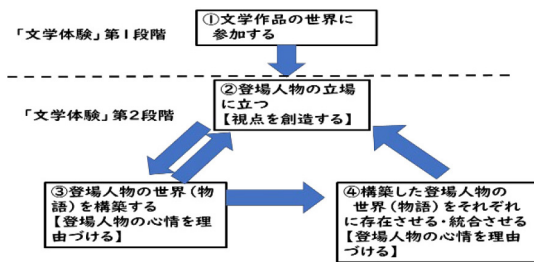 「文学体験」第1段階
①文学作品の世界に
参加する
②登場人物の立場
に立つ
【視点を創造する】
「文学体験」第2段階
③登場人物の世界(物
語)を構築する
【登場人物の心情を理
由づける】
④構築した登場人物の
世界(物語)をそれぞれ
に存在させる・統合させる
【登場人物の心情を理由
づける】